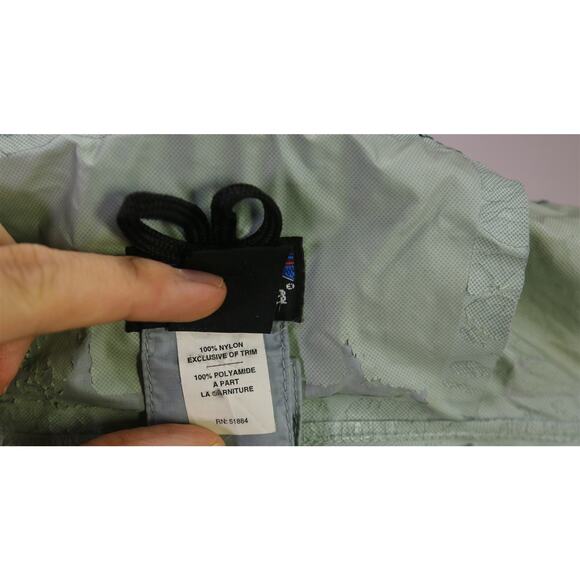 100% NYLON
EXCLUSIVE OF TRIM
100% POLYAMIDE
A PART
LA GARNITURE
RN: 51884